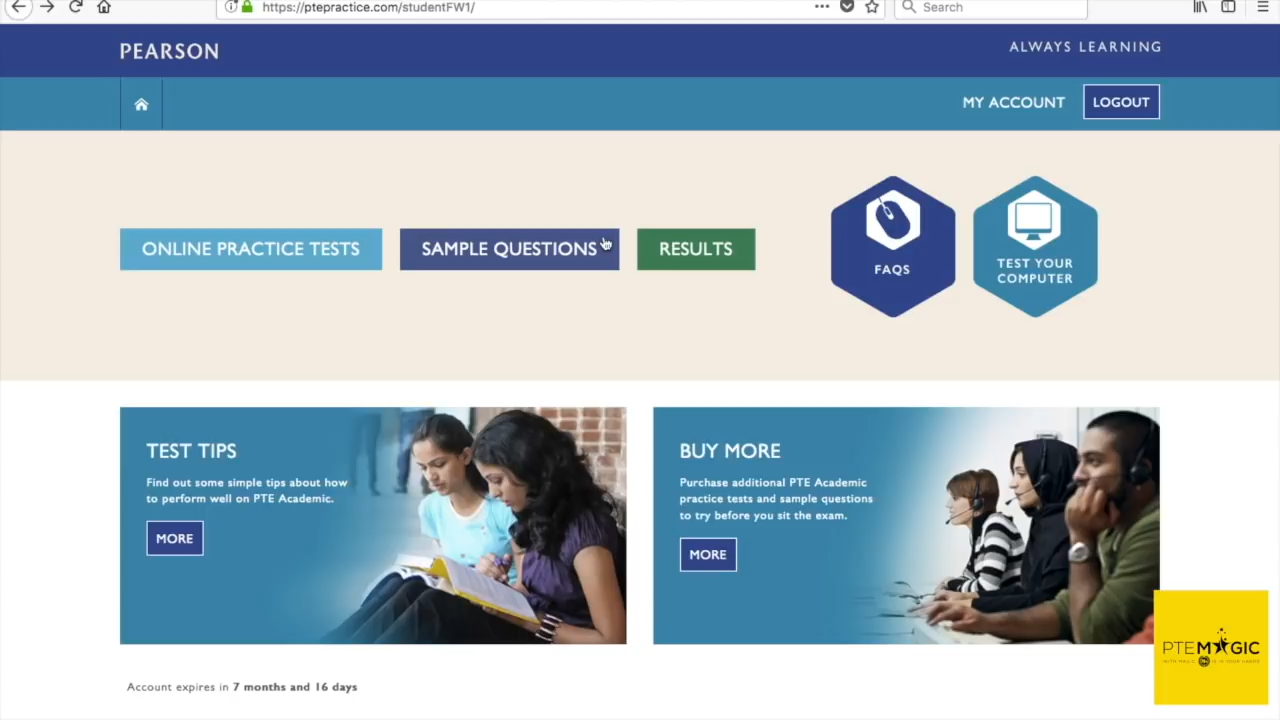 https://ptepractice.com/studentFW1/
Search
PEARSON
ALWAYS LEARNING
MY ACCOUNT
LOGOUT
ONLINE PRACTICE TESTS
SAMPLE QUESTIONS
RESULTS
FAQS
TEST YOUR
COMPUTER
TEST TIPS
Find out some simple tips about how
to perform well on PTE Academic.
MORE
BUY MORE
Purchase additional PTE Academic
practice tests and sample questions
to try before you sit the exam.
MORE
PTEMAGIC
Account expires in 7 months and 16 days